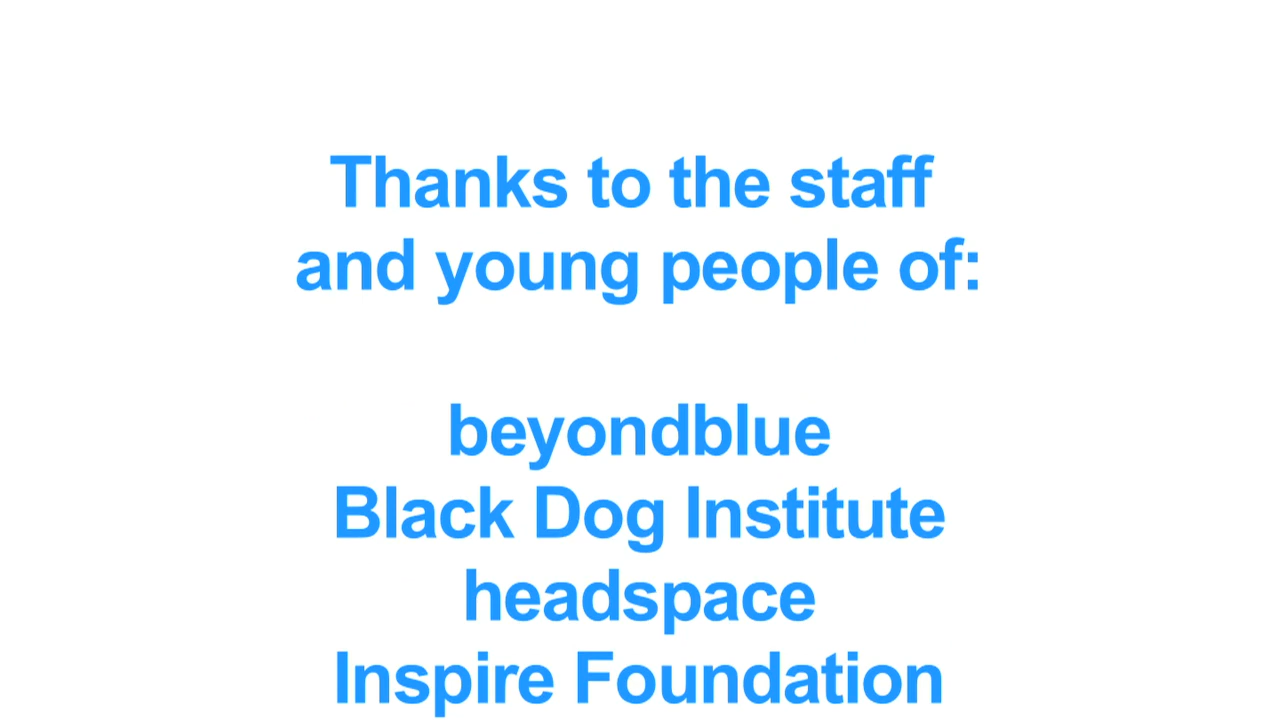 Thanks to the staff
and young people of:
beyondblue
Black Dog Institute
headspace
Inspire Foundation